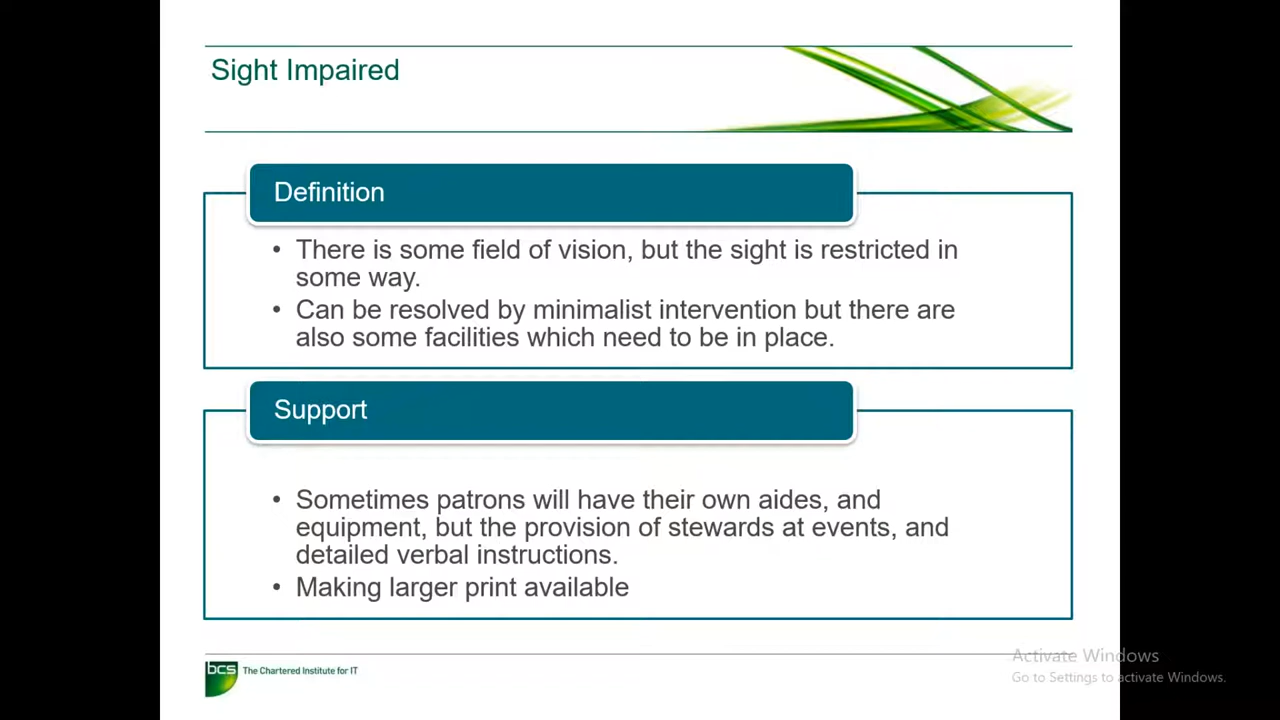 Sight Impaired
Definition
• There is some field of vision, but the sight is restricted in
some way.
• Can be resolved by minimalist intervention but there are
also some facilities which need to be in place.
Support
• Sometimes patrons will have their own aides, and
equipment, but the provision of stewards at events, and
detailed verbal instructions.
• Making larger print available
bcs The Chartered Institute for IT
Activate Windows
Go to Settings to activate Windows.